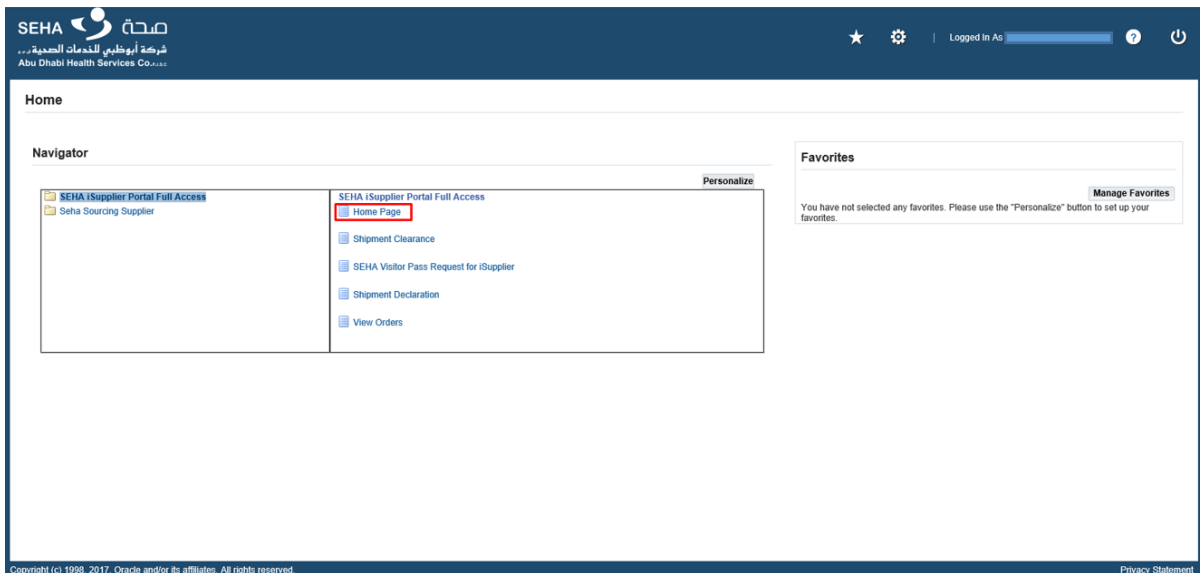 SEHA صحة
شركة أبوظبي للخدمات الصحية ش.م.ع
Abu Dhabi Health Services Co. P.J.S.C
Logged In As
Home
Navigator
Personalize
SEHA iSupplier Portal Full Access
Seha Sourcing Supplier
SEHA iSupplier Portal Full Access
Home Page
Shipment Clearance
SEHA Visitor Pass Request for iSupplier
Shipment Declaration
View Orders
Favorites
Manage Favorites
You have not selected any favorites. Please use the "Personalize" button to set up your
favorites.
Copyright (c) 1998, 2017, Oracle and/or its affiliates. All rights reserved.
Privacy Statement